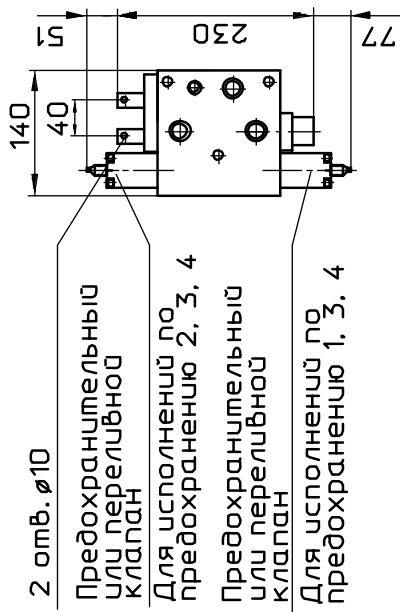 51
230
77
140
40
2 отв. ⌀10
Предохранительный
или переливной
клапан
Для исполнений по
предохранению 2, 3, 4
Предохранительный
или переливной
клапан
Для исполнений по
предохранению 1, 3, 4